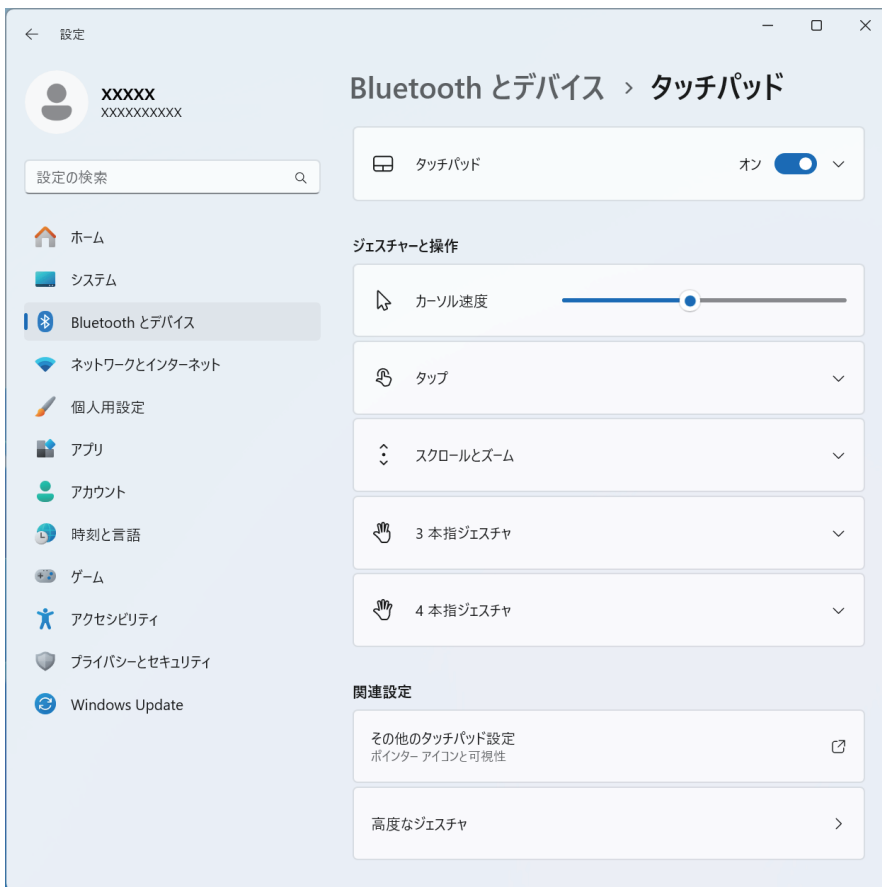 設定
XXXXX
XXXXXXXXXX
設定の検索
ホーム
システム
Bluetooth とデバイス
ネットワークとインターネット
個人用設定
アプリ
アカウント
時刻と言語
ゲーム
アクセシビリティ
プライバシーとセキュリティ
Windows Update
Bluetooth とデバイス › タッチパッド
タッチパッド オン
ジェスチャーと操作
カーソル速度
タップ
スクロールとズーム
3 本指ジェスチャ
4 本指ジェスチャ
関連設定
その他のタッチパッド設定
ポインター アイコンと可視性
高度なジェスチャ